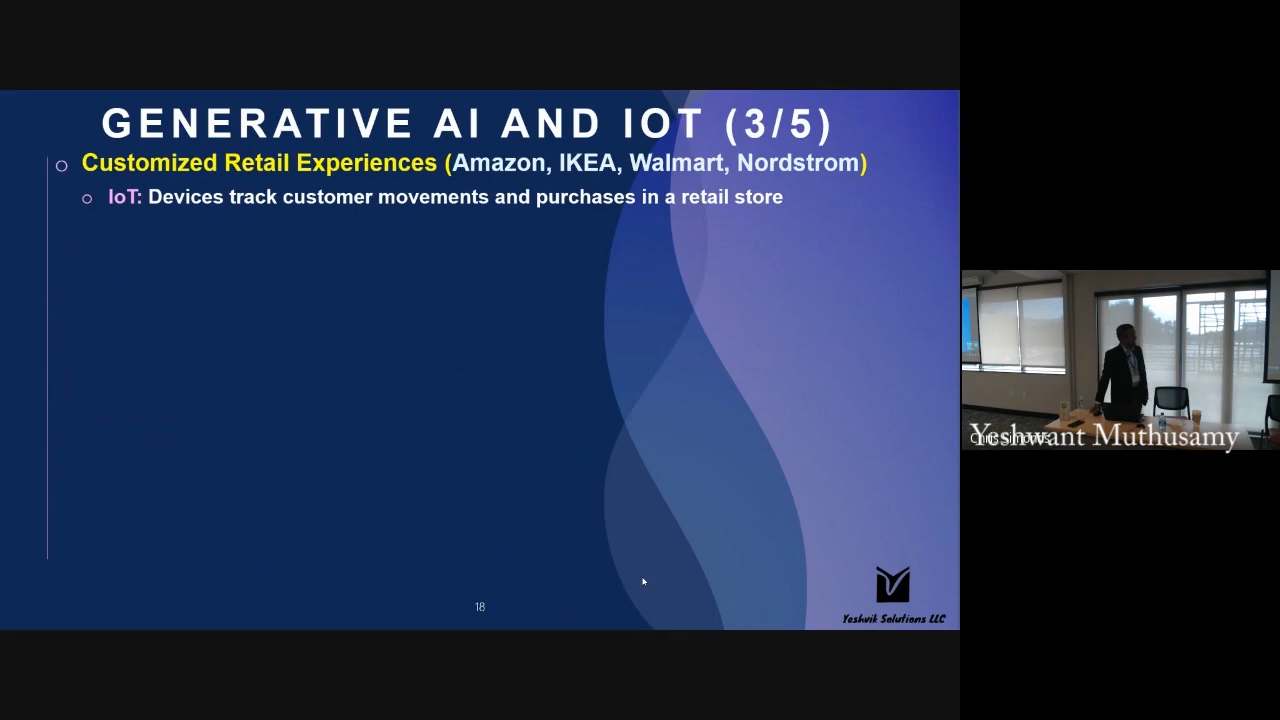 GENERATIVE AI AND IOT (3/5)
Customized Retail Experiences (Amazon, IKEA, Walmart, Nordstrom)
IoT: Devices track customer movements and purchases in a retail store
18
Yeshvik Solutions LLC
Yeshwant Muthusamy